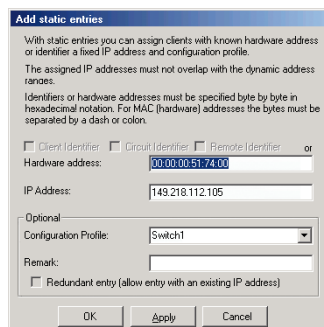 Add static entries
With static entries you can assign clients with known hardware address
or identifier a fixed IP address and configuration profile.
The assigned IP addresses must not overlap with the dynamic address
ranges.
Identifiers or hardware addresses must be specified byte by byte in
hexadecimal notation. For MAC (hardware) addresses the bytes must be
separated by a dash or colon.
Client Identifier Circuit Identifier Remote Identifier or
Hardware address: 00:00:00:51:74:00
IP Address: 149.218.112.105
Optional
Configuration Profile: Switch1
Remark:
Redundant entry (allow entry with an existing IP address)
OK Apply Cancel